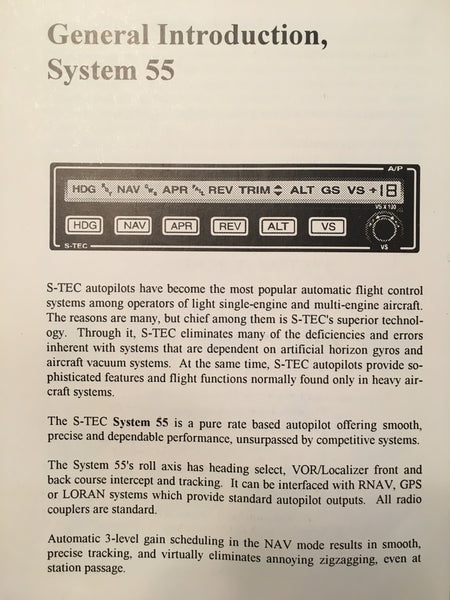 General Introduction,
System 55
A/P
HDG RDY NAV CWS APR FAIL REV TRIM ALT GS VS +18
VS X 100
HDG NAV APR REV ALT VS
S-TEC VS
S-TEC autopilots have become the most popular automatic flight control
systems among operators of light single-engine and multi-engine aircraft.
The reasons are many, but chief among them is S-TEC's superior technol-
ogy. Through it, S-TEC eliminates many of the deficiencies and errors
inherent with systems that are dependent on artificial horizon gyros and
aircraft vacuum systems. At the same time, S-TEC autopilots provide so-
phisticated features and flight functions normally found only in heavy air-
craft systems.
The S-TEC System 55 is a pure rate based autopilot offering smooth,
precise and dependable performance, unsurpassed by competitive systems.
The System 55's roll axis has heading select, VOR/Localizer front and
back course intercept and tracking. It can be interfaced with RNAV, GPS
or LORAN systems which provide standard autopilot outputs. All radio
couplers are standard.
Automatic 3-level gain scheduling in the NAV mode results in smooth,
precise tracking, and virtually eliminates annoying zigzagging, even at
station passage.